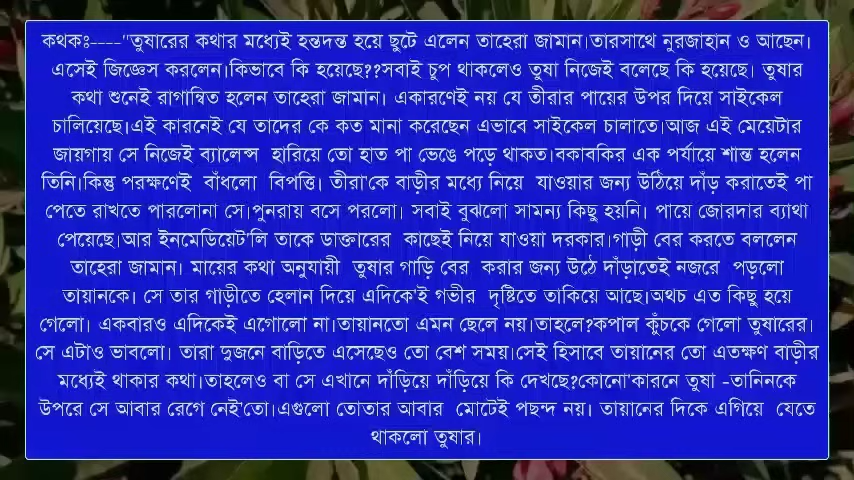 কথকঃ----"তুষারের কথার মধ্যেই হন্তদন্ত হয়ে ছুটে এলেন তাহেরা জামান।তারসাথে নুরজাহান ও আছেন।
এসেই জিজ্ঞেস করলেন।কিভাবে কি হয়েছে??সবাই চুপ থাকলেও তুষা নিজেই বলেছে কি হয়েছে। তুষার
কথা শুনেই রাগান্বিত হলেন তাহেরা জামান। একারণেই নয় যে তীরার পায়ের উপর দিয়ে সাইকেল
চালিয়েছে।এই কারনেই যে তাদের কে কত মানা করেছেন এভাবে সাইকেল চালাতে।আজ এই মেয়েটার
জায়গায় সে নিজেই ব্যালেন্স হারিয়ে তো হাত পা ভেঙে পড়ে থাকত।বকাবকির এক পর্যায়ে শান্ত হলেন
তিনি।কিন্তু পরক্ষণেই বাঁধলো বিপত্তি। তীরা'কে বাড়ীর মধ্যে নিয়ে যাওয়ার জন্য উঠিয়ে দাঁড় করাতেই পা
পেতে রাখতে পারলোনা সে।পুনরায় বসে পরলো। সবাই বুঝলো সামন্য কিছু হয়নি। পায়ে জোরদার ব্যাথা
পেয়েছে।আর ইনমেডিয়েট'লি তাকে ডাক্তারের কাছেই নিয়ে যাওয়া দরকার।গাড়ী বের করতে বললেন
তাহেরা জামান। মায়ের কথা অনুযায়ী তুষার গাড়ি বের করার জন্য উঠে দাঁড়াতেই নজরে পড়লো
তায়ানকে। সে তার গাড়ীতে হেলান দিয়ে এদিকে'ই গভীর দৃষ্টিতে তাকিয়ে আছে।অথচ এত কিছু হয়ে
গেলো। একবারও এদিকেই এগোলো না।তায়ানতো এমন ছেলে নয়।তাহলে?কপাল কুঁচকে গেলো তুষারের।
সে এটাও ভাবলো। তারা দুজনে বাড়িতে এসেছেও তো বেশ সময়।সেই হিসাবে তায়ানের তো এতক্ষণ বাড়ীর
মধ্যেই থাকার কথা।তাহলেও বা সে এখানে দাঁড়িয়ে দাঁড়িয়ে কি দেখছে?কোনো'কারনে তুষা -তানিনকে
উপরে সে আবার রেগে নেই'তো।এগুলো তোতার আবার মোটেই পছন্দ নয়। তায়ানের দিকে এগিয়ে যেতে
থাকলো তুষার।